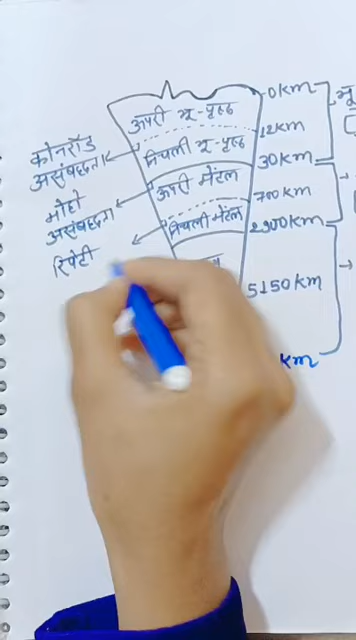 0km
ऊपरी भू-पृष्ठ
12km
कोनरॉड
असंबद्धता
निचली भू-पृष्ठ
30km
ऊपरी मेंटल
मोहो
असंबद्धता
700km
निचली मेंटल
2900km
रिपेटी
5150km
km